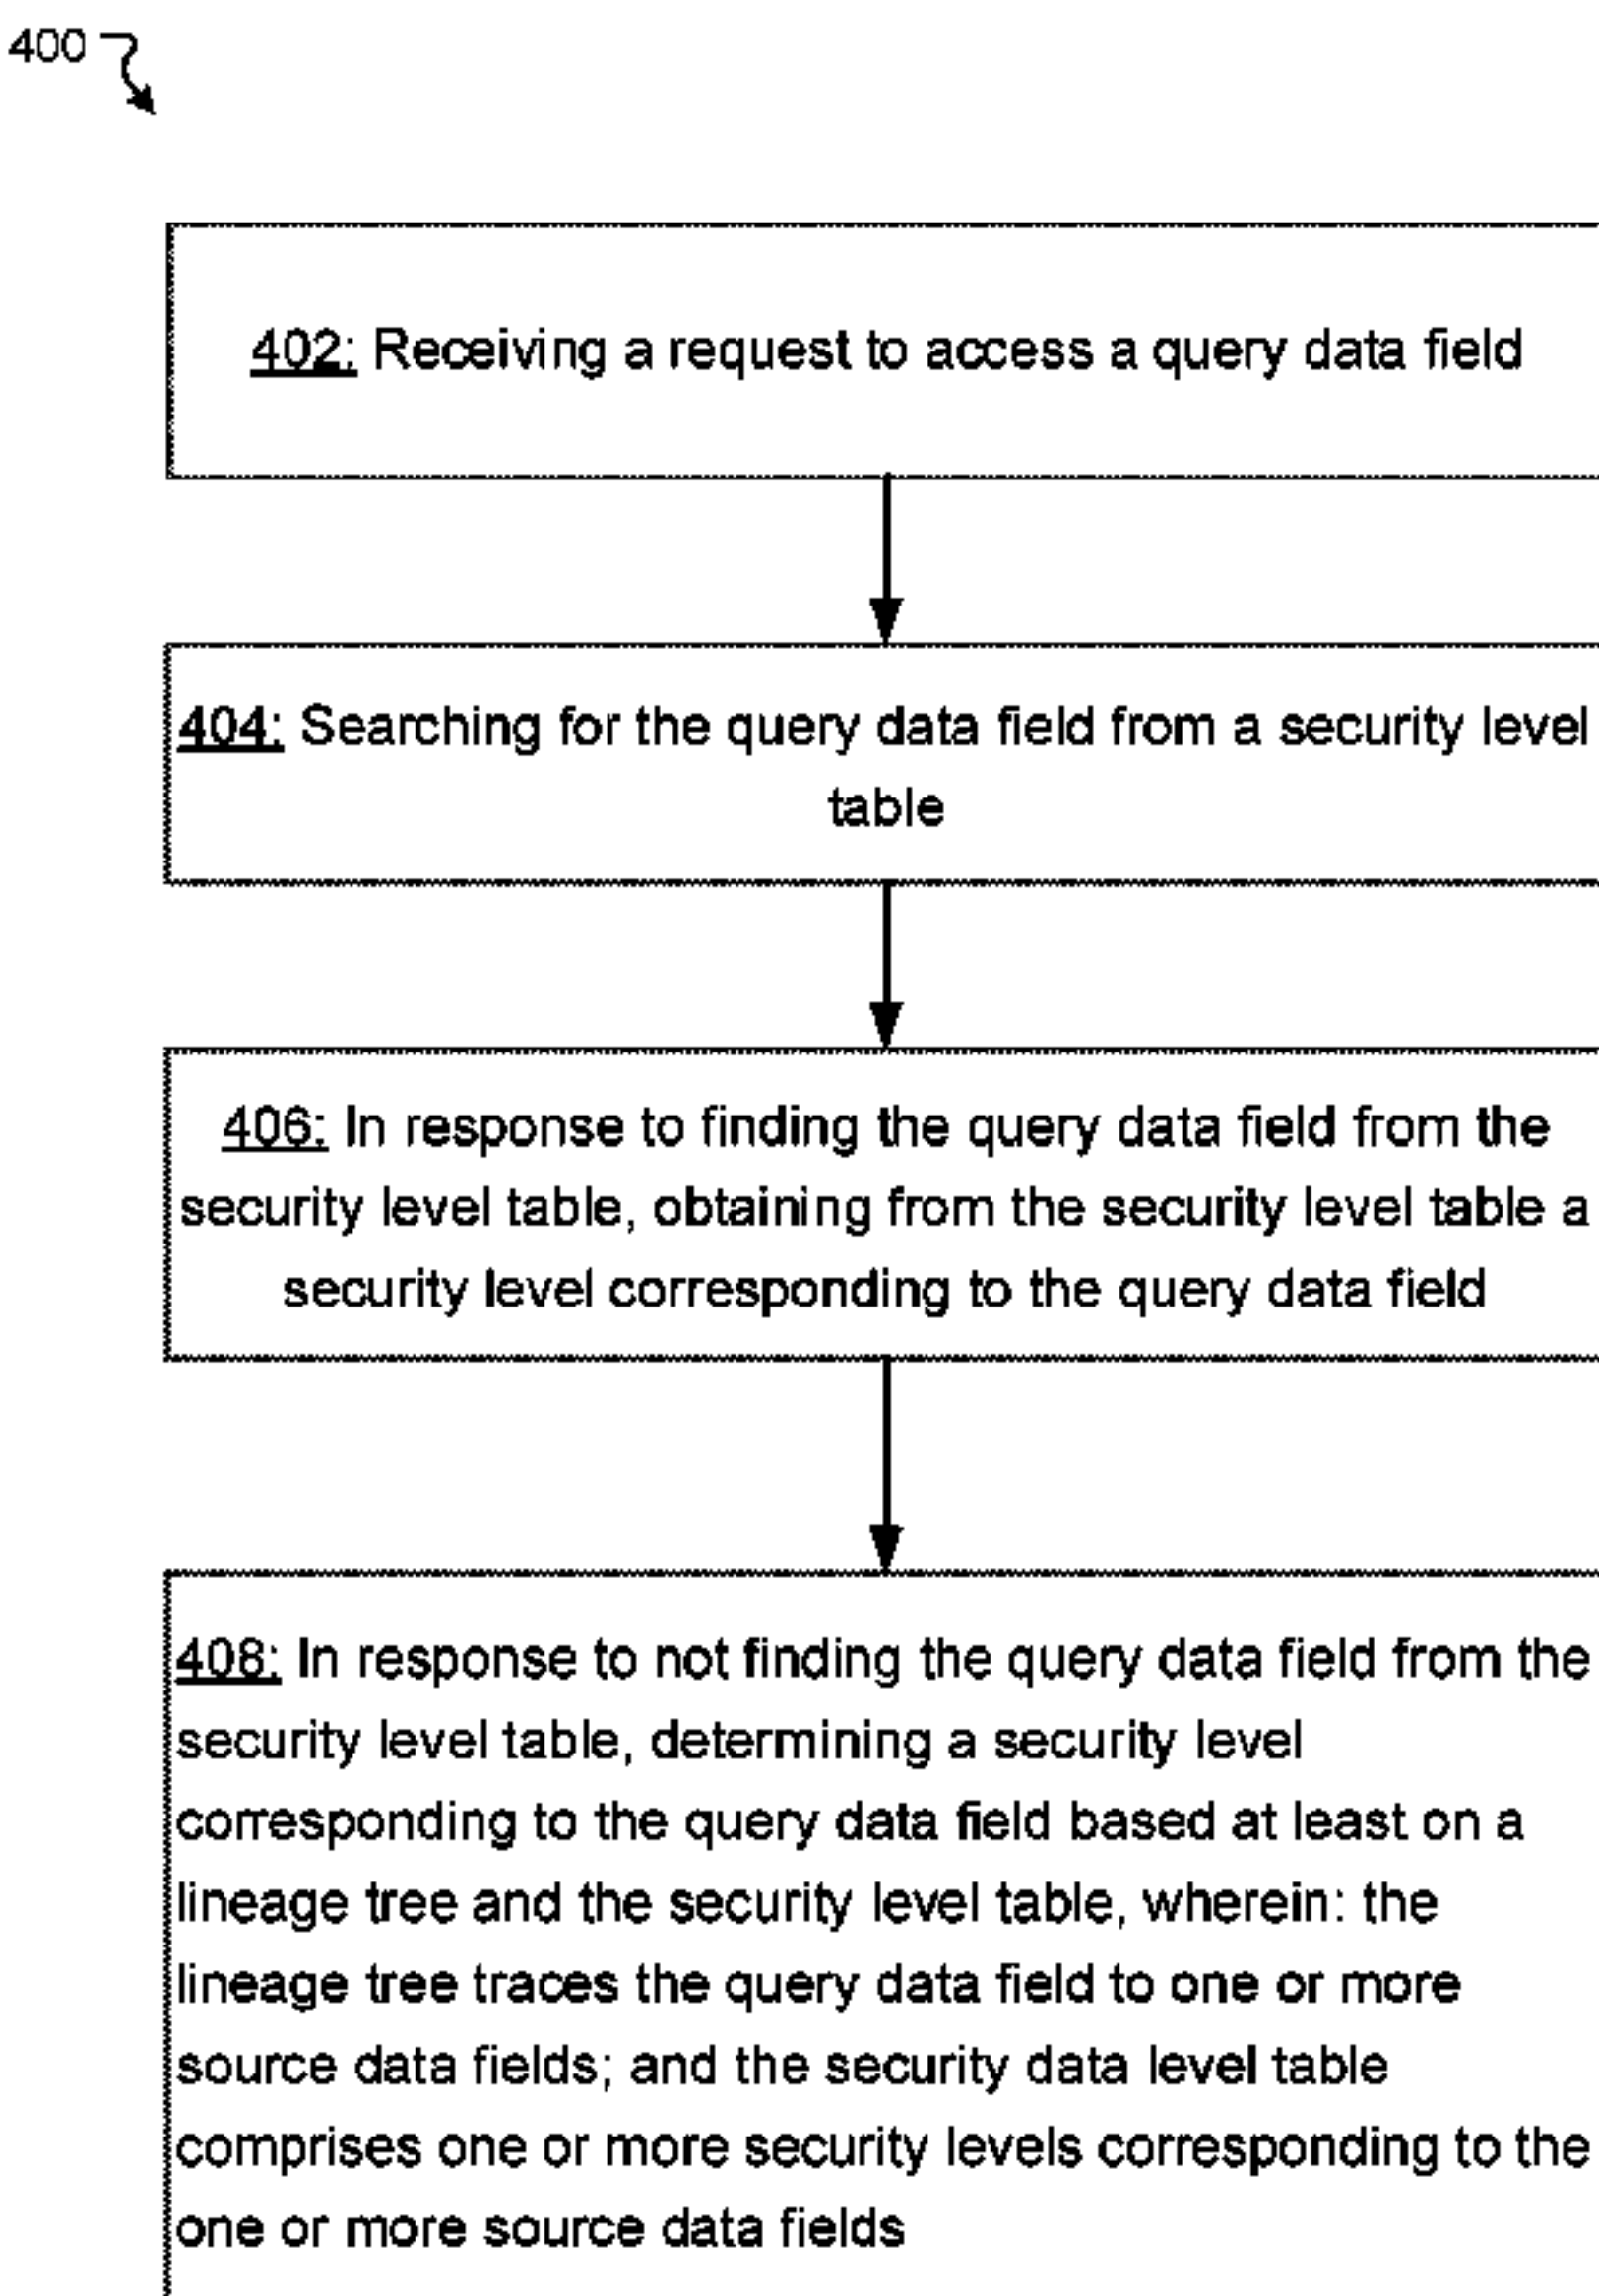 400
402: Receiving a request to access a query data field
404: Searching for the query data field from a security level
table
406: In response to finding the query data field from the
security level table, obtaining from the security level table a
security level corresponding to the query data field
408: In response to not finding the query data field from the
security level table, determining a security level
corresponding to the query data field based at least on a
lineage tree and the security level table, wherein: the
lineage tree traces the query data field to one or more
source data fields; and the security data level table
comprises one or more security levels corresponding to the
one or more source data fields